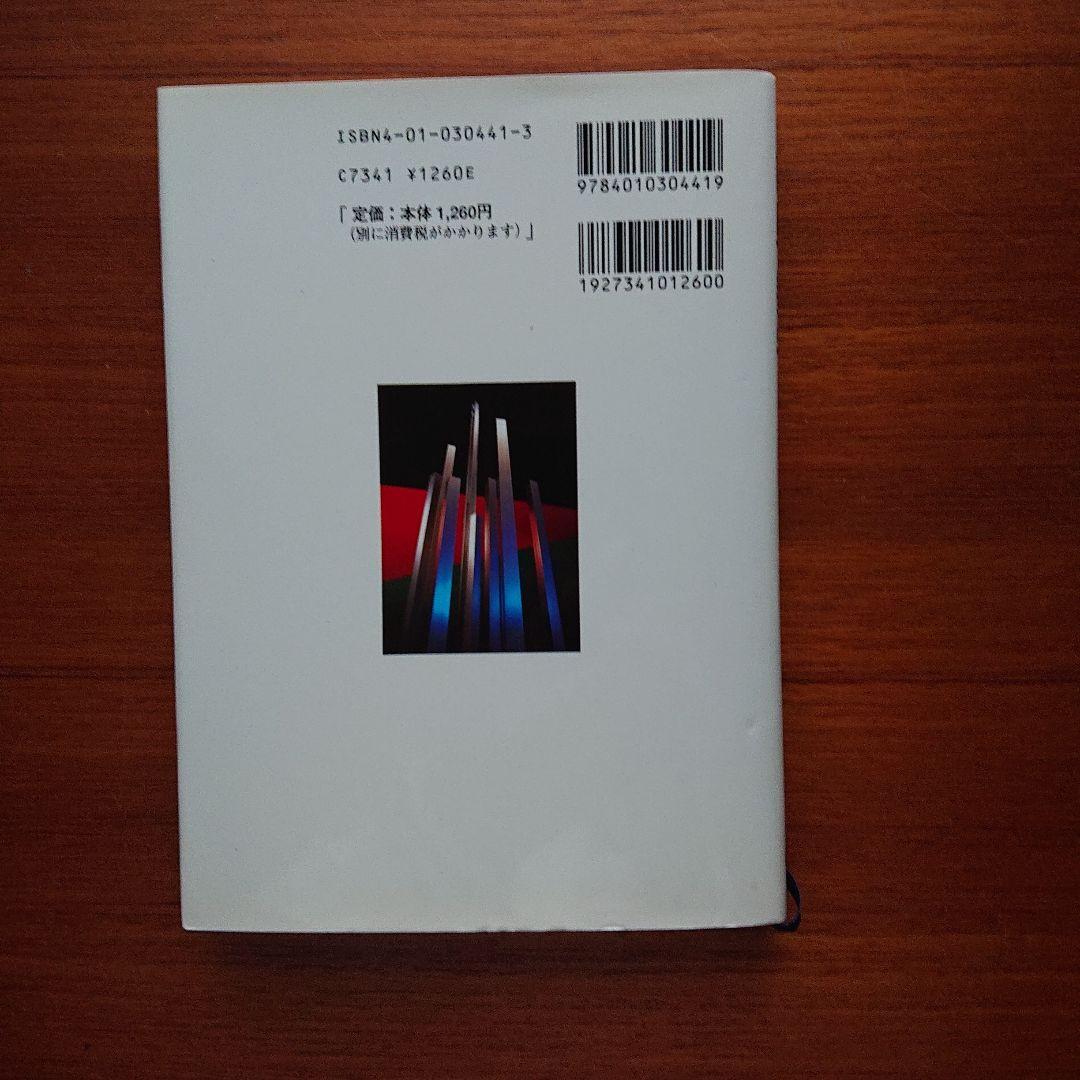 ISBN4-01-030441-3
C7341 ¥1260E
「定価：本体1,260円
（別に消費税がかかります）」
9784010304419
1927341012600